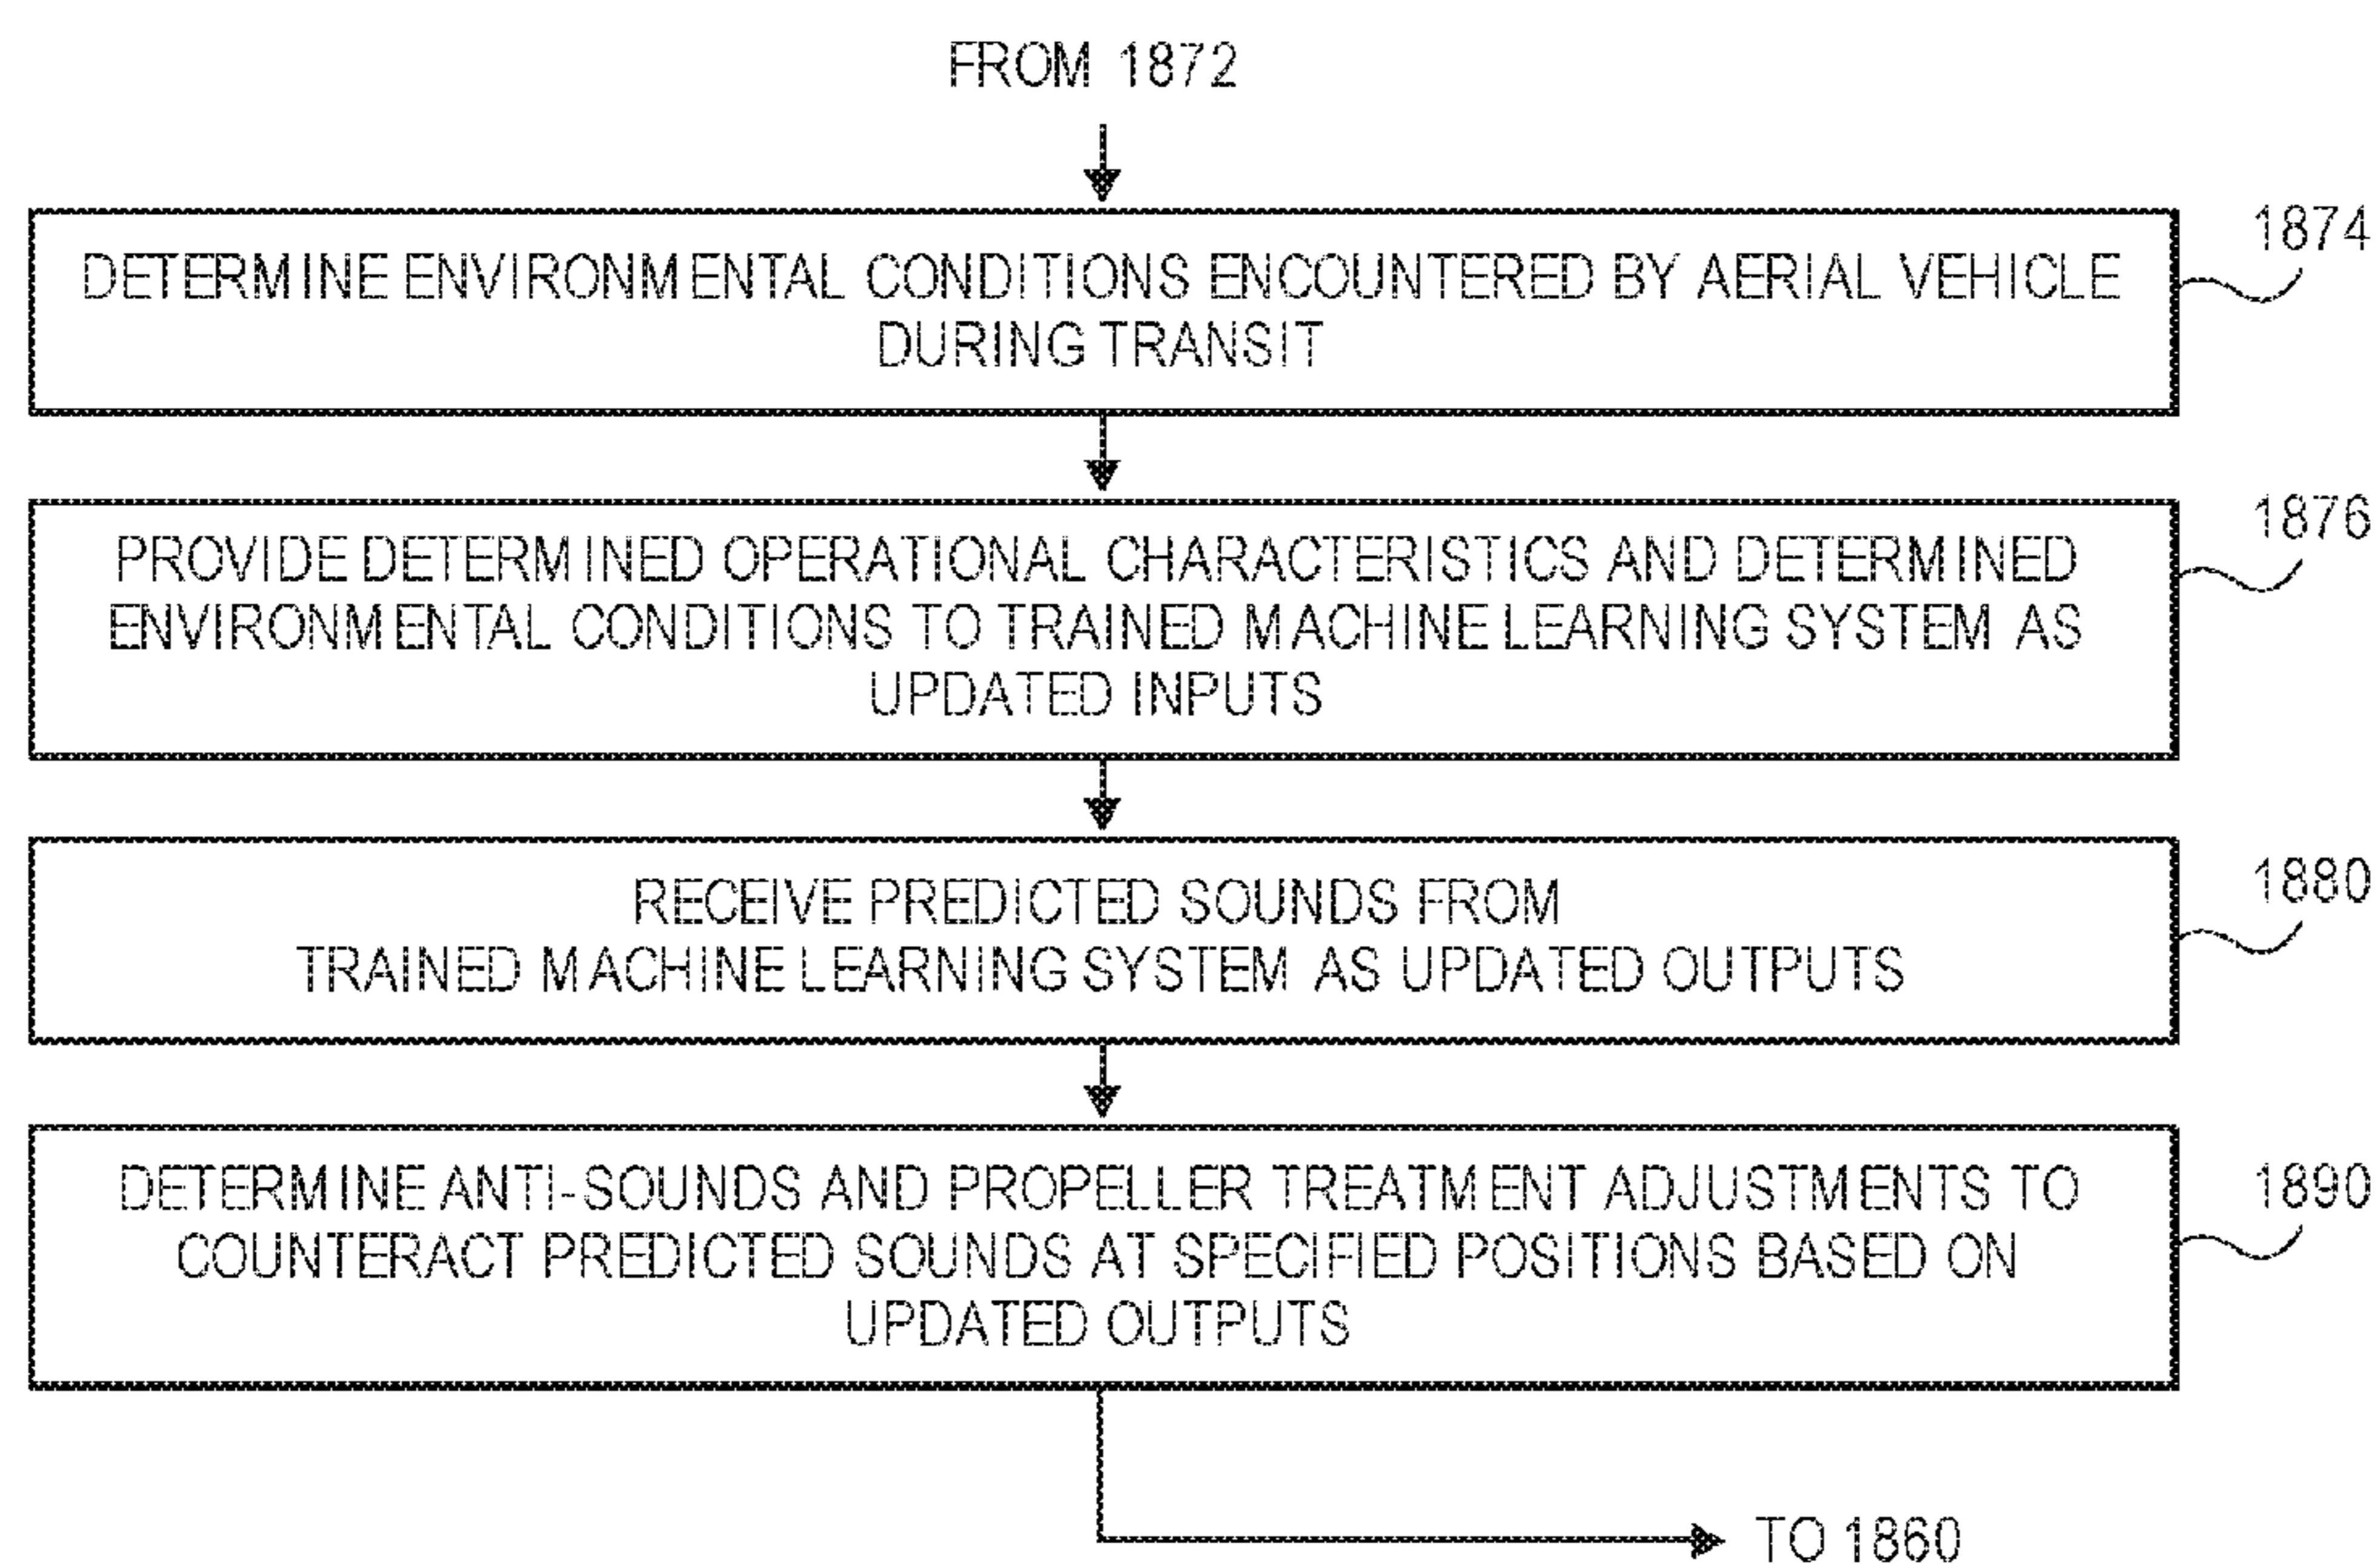 FROM 1872
1874
DETERMINE ENVIRONMENTAL CONDITIONS ENCOUNTERED BY AERIAL VEHICLE
DURING TRANSIT
1876
PROVIDE DETERMINED OPERATIONAL CHARACTERISTICS AND DETERMINED
ENVIRONMENTAL CONDITIONS TO TRAINED MACHINE LEARNING SYSTEM AS
UPDATED INPUTS
1880
RECEIVE PREDICTED SOUNDS FROM
TRAINED MACHINE LEARNING SYSTEM AS UPDATED OUTPUTS
1890
DETERMINE ANTI-SOUNDS AND PROPELLER TREATMENT ADJUSTMENTS TO
COUNTERACT PREDICTED SOUNDS AT SPECIFIED POSITIONS BASED ON
UPDATED OUTPUTS
TO 1860